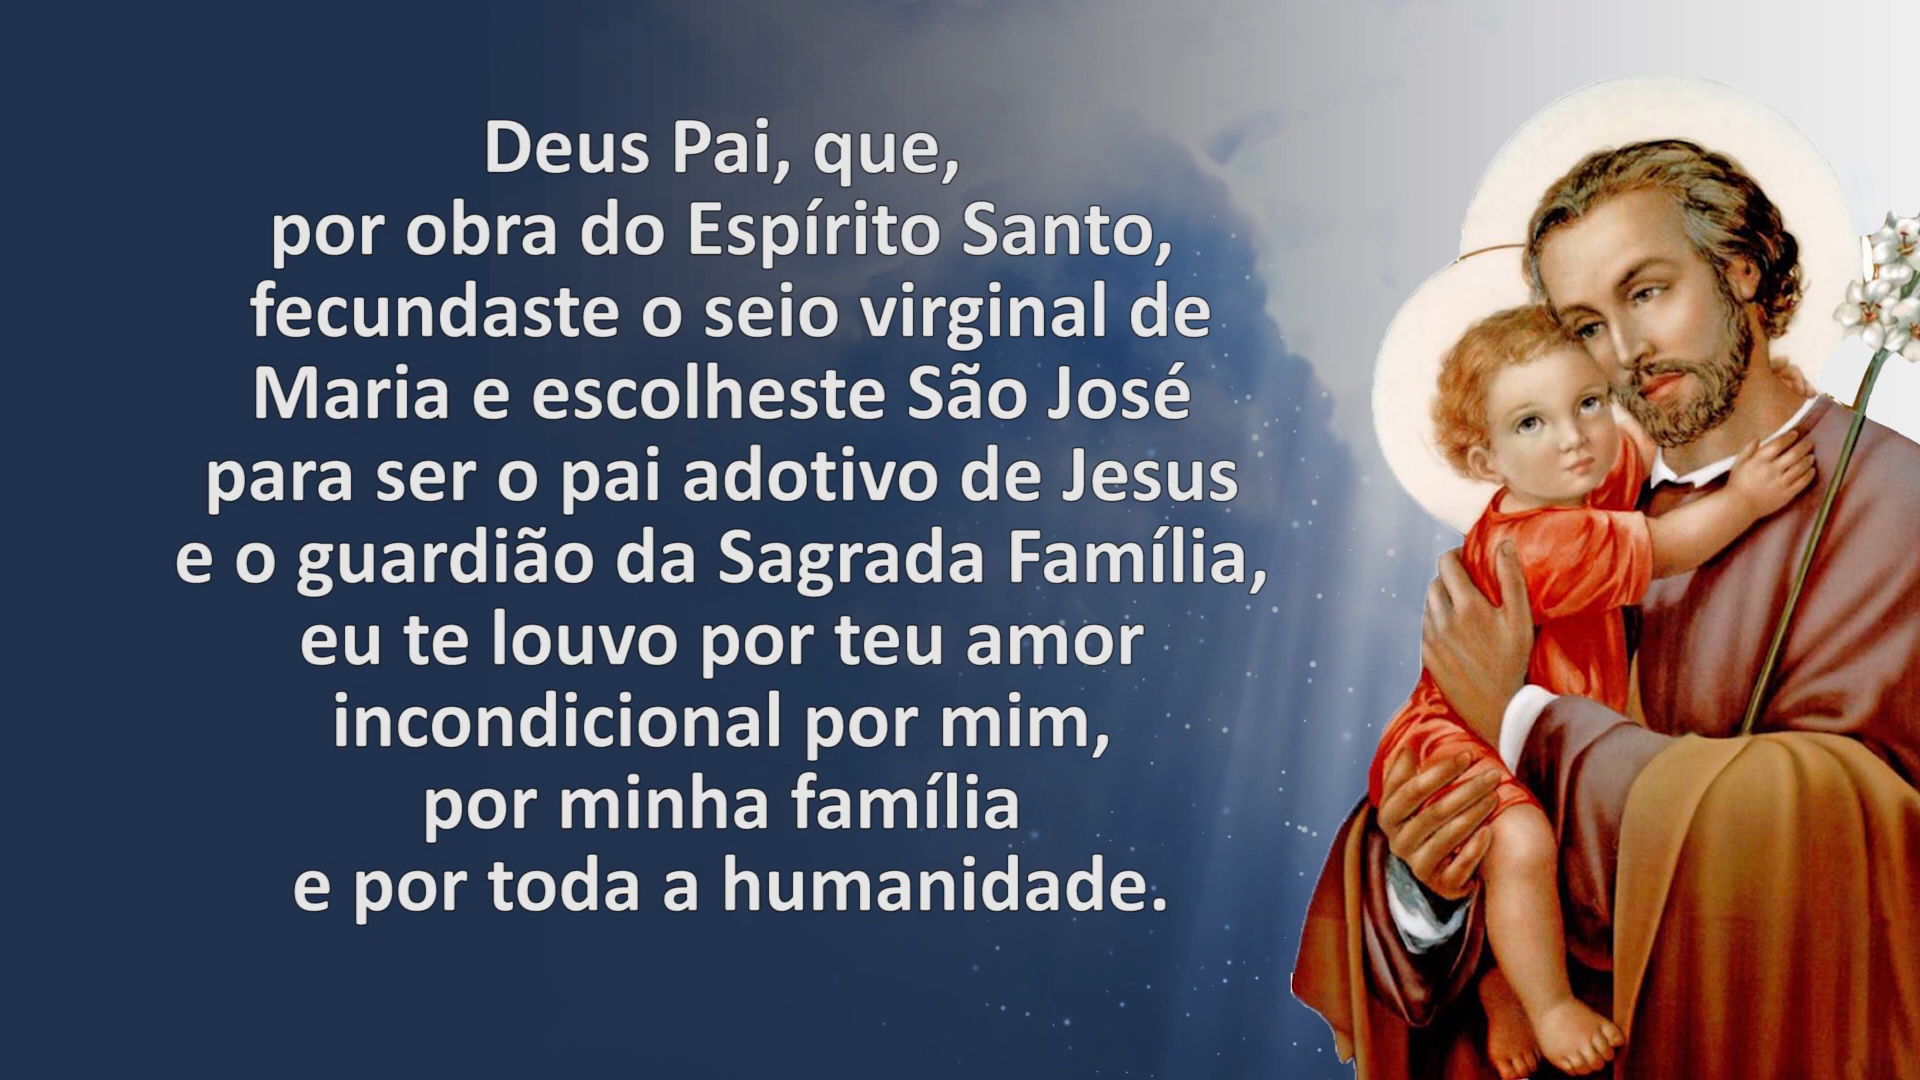 Deus Pai, que,
por obra do Espírito Santo,
fecundaste o seio virginal de
Maria e escolheste São José
para ser o pai adotivo de Jesus
e o guardião da Sagrada Família,
eu te louvo por teu amor
incondicional por mim,
por minha família
e por toda a humanidade.